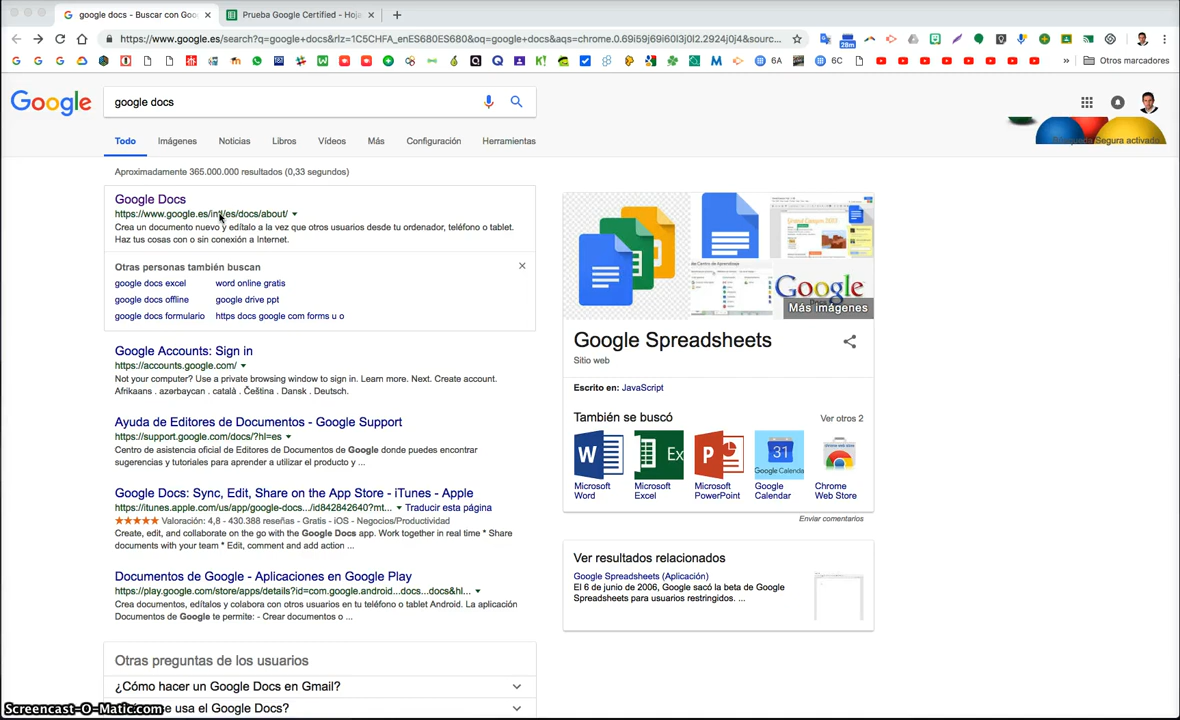 google docs - Buscar con Goo
Prueba Google Certified - Hoja
https://www.google.es/search?q=google+docs&rlz=1C5CHFA_enES680ES680&oq=google+docs&aqs=chrome.0.69i59j69i60l3j0l2.2924j0j4&sourc...
28m
6A
6C
Otros marcadores
Google
google docs
Todo
Imágenes
Noticias
Libros
Vídeos
Más
Configuración
Herramientas
Activado
Aproximadamente 365.000.000 resultados (0,33 segundos)
Google Docs
https://www.google.es/intl/es/docs/about/
Crea un documento nuevo y edítalo a la vez que otros usuarios desde tu ordenador, teléfono o tablet.
Haz tus cosas con o sin conexión a Internet.
Otras personas también buscan
google docs excel
word online gratis
google docs offline
google drive ppt
google docs formulario
https docs google com forms u o
Google Accounts: Sign in
https://accounts.google.com/
Not your computer? Use a private browsing window to sign in. Learn more. Next. Create account.
Afrikaans . azərbaycan . català . Čeština . Dansk . Deutsch.
Ayuda de Editores de Documentos - Google Support
https://support.google.com/docs/?hl=es
Centro de asistencia oficial de Editores de Documentos de Google donde puedes encontrar
sugerencias y tutoriales para aprender a utilizar el producto y ...
Google Docs: Sync, Edit, Share on the App Store - iTunes - Apple
https://itunes.apple.com/us/app/google-docs.../id842842640?mt... Traducir esta página
Valoración: 4,8 - 430.388 reseñas - Gratis - iOS - Negocios/Productividad
Create, edit, and collaborate on the go with the Google Docs app. Work together in real time * Share
documents with your team * Edit, comment and add action ...
Documentos de Google - Aplicaciones en Google Play
https://play.google.com/store/apps/details?id=com.google.android...docs...docs&hl...
Crea documentos, edítalos y colabora con otros usuarios en tu teléfono o tablet Android. La aplicación
Documentos de Google te permite: - Crear documentos o ...
Otras preguntas de los usuarios
¿Cómo hacer un Google Docs en Gmail?
se usa el Google Docs?
Google
Más imágenes
Google Spreadsheets
Sitio web
Escrito en: JavaScript
También se buscó
Ver otros 2
W
Ex
P
31
Google Calenda
Microsoft
Word
Microsoft
Excel
Microsoft
PowerPoint
Google
Calendar
Chrome
Web Store
Enviar comentarios
Ver resultados relacionados
Google Spreadsheets (Aplicación)
El 6 de junio de 2006, Google sacó la beta de Google
Spreadsheets para usuarios restringidos. ...
Screencast-O-Matic.com